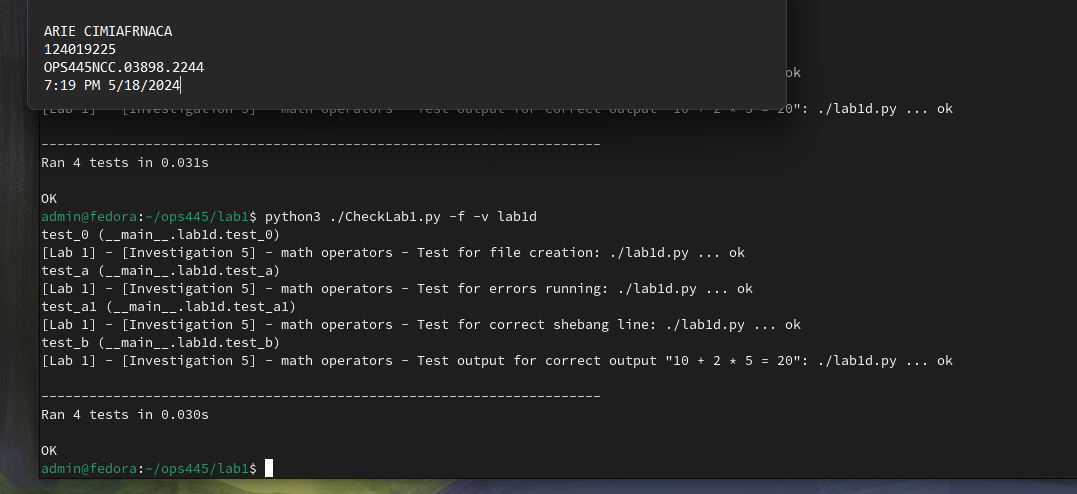 ARIE CIMIAFRNACA
124019225
OPS445NCC.03898.2244
7:19 PM 5/18/2024
ok
[Lab 1] - [Investigation 5] - math operators - Test output for correct output "10 + 2 * 5 = 20": ./lab1d.py ... ok
----------------------------------------------------------------------
Ran 4 tests in 0.031s
OK
admin@fedora:~/ops445/lab1$ python3 ./CheckLab1.py -f -v lab1d
test_0 (__main__.lab1d.test_0)
[Lab 1] - [Investigation 5] - math operators - Test for file creation: ./lab1d.py ... ok
test_a (__main__.lab1d.test_a)
[Lab 1] - [Investigation 5] - math operators - Test for errors running: ./lab1d.py ... ok
test_a1 (__main__.lab1d.test_a1)
[Lab 1] - [Investigation 5] - math operators - Test for correct shebang line: ./lab1d.py ... ok
test_b (__main__.lab1d.test_b)
[Lab 1] - [Investigation 5] - math operators - Test output for correct output "10 + 2 * 5 = 20": ./lab1d.py ... ok
----------------------------------------------------------------------
Ran 4 tests in 0.030s
OK
admin@fedora:~/ops445/lab1$